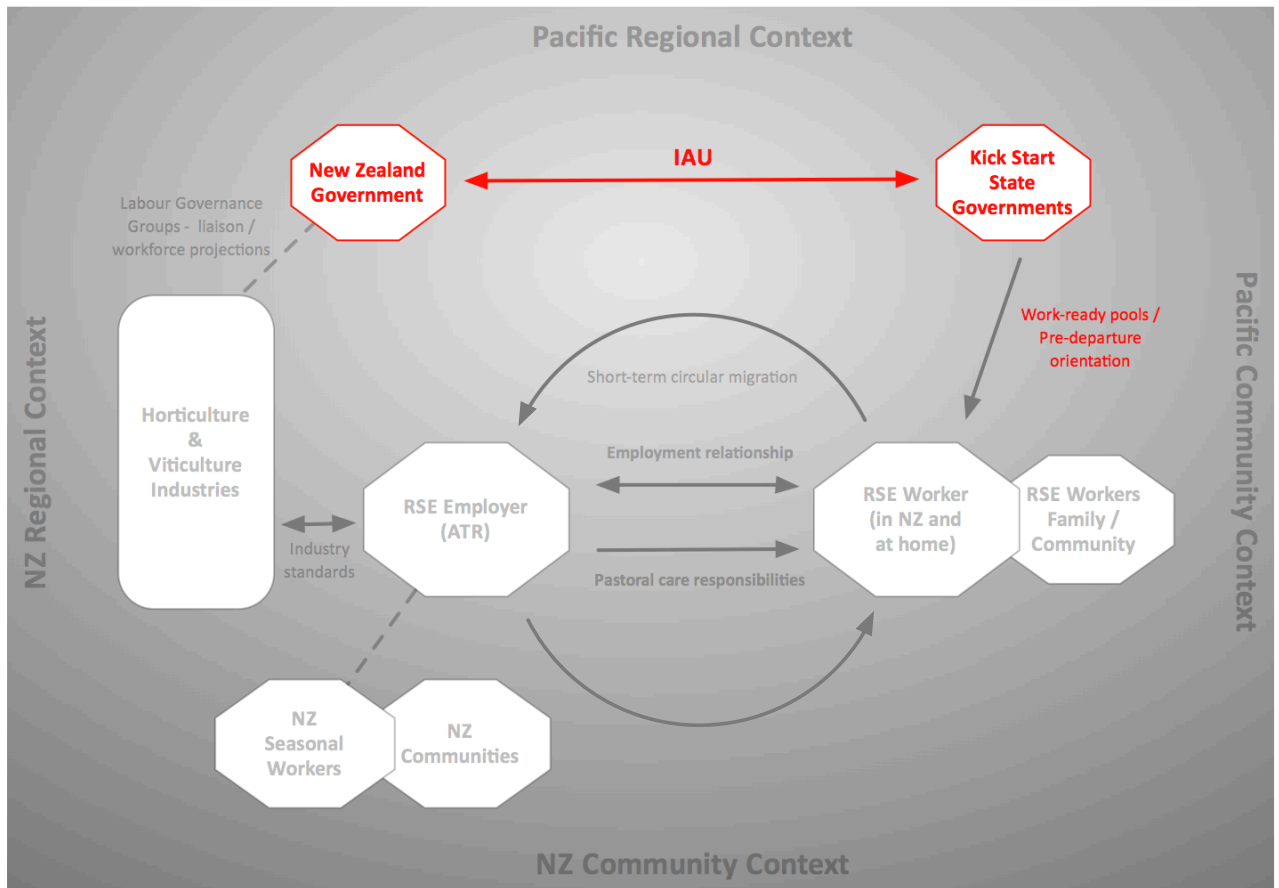 Pacific Regional Context
New Zealand
Government
IAU
Kick Start
State
Governments
Labour Governance
Groups - liaison /
workforce projections
NZ Regional Context
Pacific Community Context
Work-ready pools /
Pre-departure
orientation
Short-term circular migration
Horticulture
&
Viticulture
Industries
Employment relationship
RSE Employer
(ATR)
RSE Worker
(in NZ and
at home)
RSE Workers
Family /
Community
Industry
standards
Pastoral care responsibilities
NZ
Seasonal
Workers
NZ
Communities
NZ Community Context